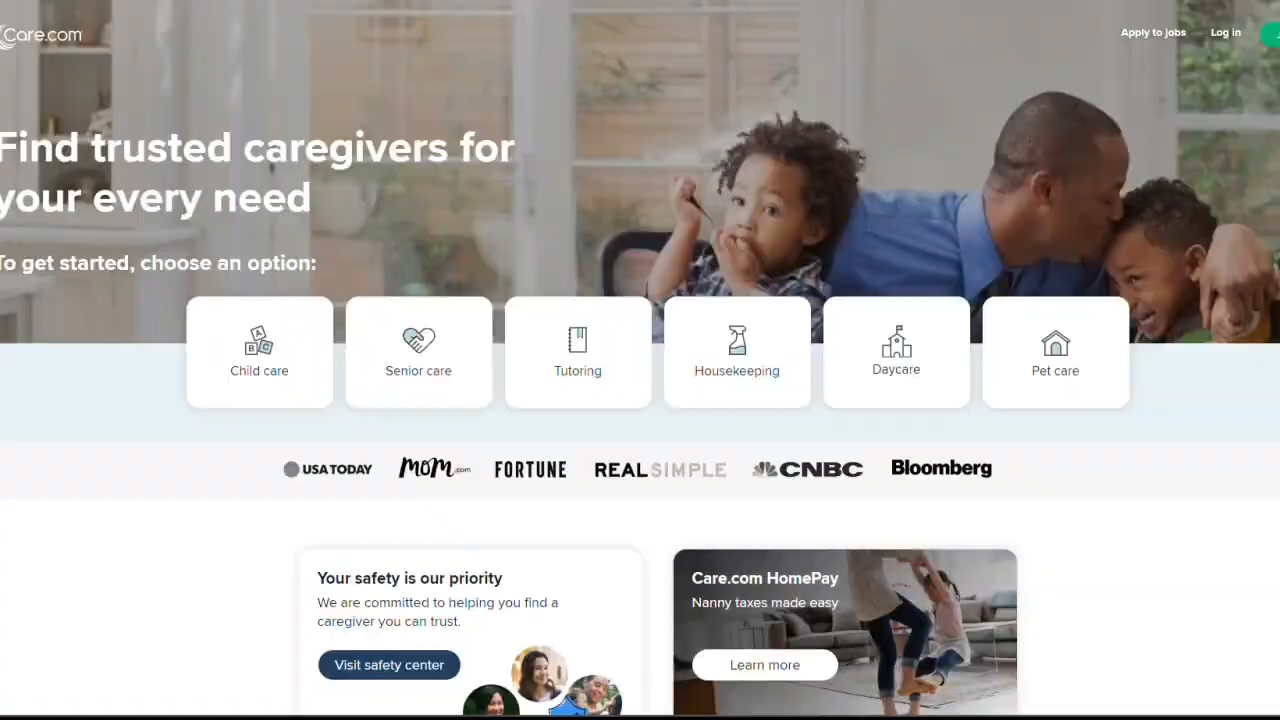 Care.com
Apply to jobs
Log in
Find trusted caregivers for
your every need
To get started, choose an option:
A
B
Child care
Senior care
Tutoring
Housekeeping
Daycare
Pet care
USA TODAY
MOM.com
FORTUNE
REAL SIMPLE
CNBC
Bloomberg
Your safety is our priority
We are committed to helping you find a
caregiver you can trust.
Visit safety center
Care.com HomePay
Nanny taxes made easy
Learn more